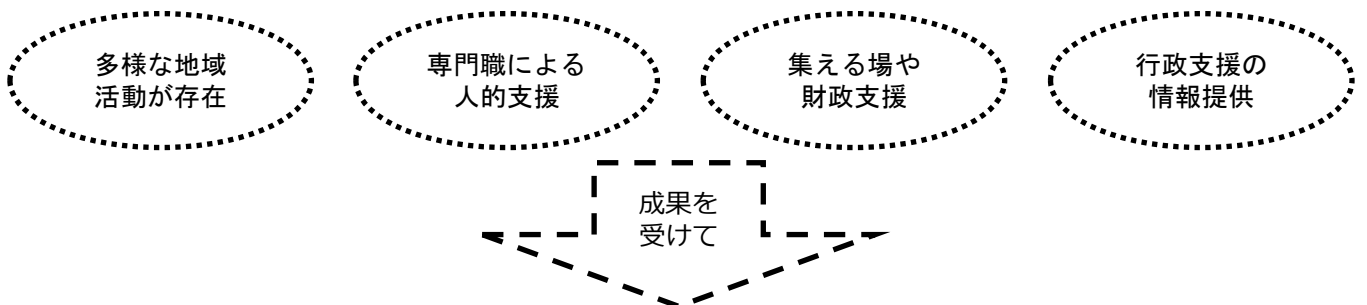 多様な地域
活動が存在
専門職による
人的支援
集える場や
財政支援
行政支援の
情報提供
成果を
受けて